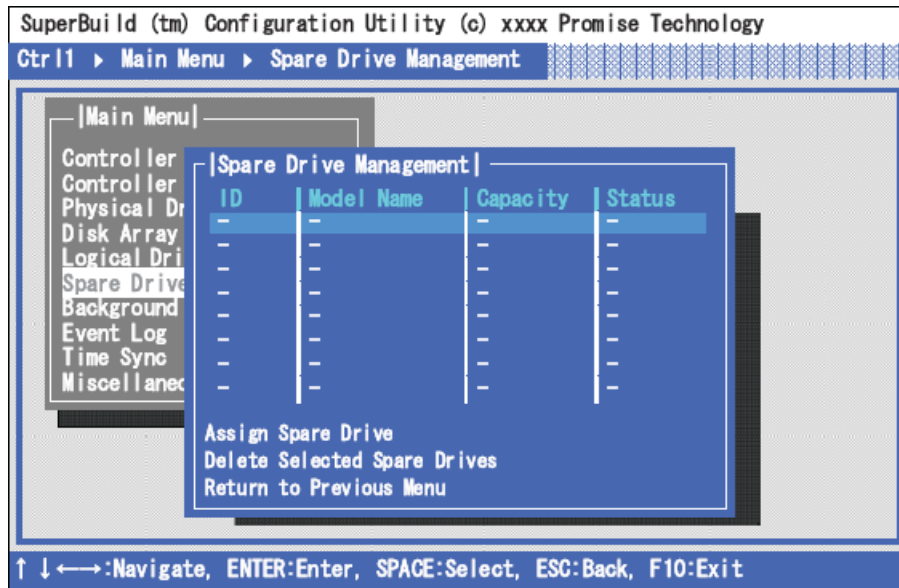 SuperBuild (tm) Configuration Utility (c) xxxx Promise Technology
Ctrl1 ▸ Main Menu ▸ Spare Drive Management
|Main Menu|
Controller
Controller
Physical Dr
Disk Array
Logical Dri
Spare Drive
Background
Event Log
Time Sync
Miscellanec
|Spare Drive Management|
ID | Model Name | Capacity | Status
– – – –
– – – –
– – – –
– – – –
– – – –
– – – –
– – – –
– – – –
Assign Spare Drive
Delete Selected Spare Drives
Return to Previous Menu
↑↓←→:Navigate, ENTER:Enter, SPACE:Select, ESC:Back, F10:Exit